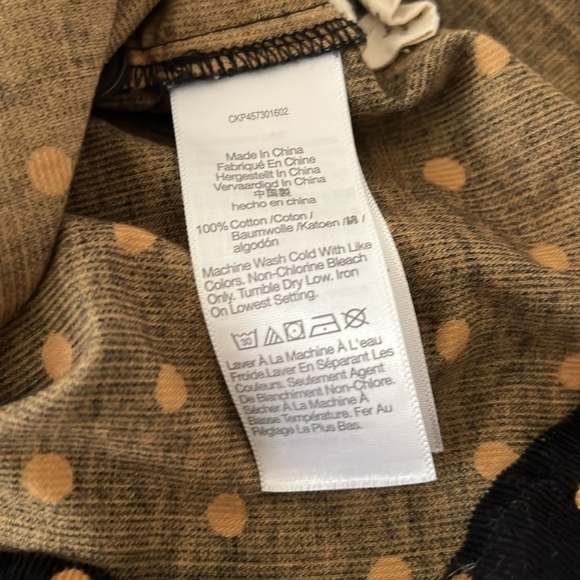 CKP457301602
Made In China
Fabriqué En Chine
Hergestellt In China
Vervaardigd In China
中国製
hecho en china
100% Cotton /Coton /
Baumwolle /Katoen /綿 /
algodón
Machine Wash Cold With Like
Colors. Non-Chlorine Bleach
Only. Tumble Dry Low. Iron
On Lowest Setting.
30
Laver À La Machine À L'eau
Froide.Laver En Séparant Les
Couleurs. Seulement Agent
De Blanchiment Non-Chlore.
Sécher À La Machine À
Basse Température. Fer Au
Réglage Le Plus Bas.